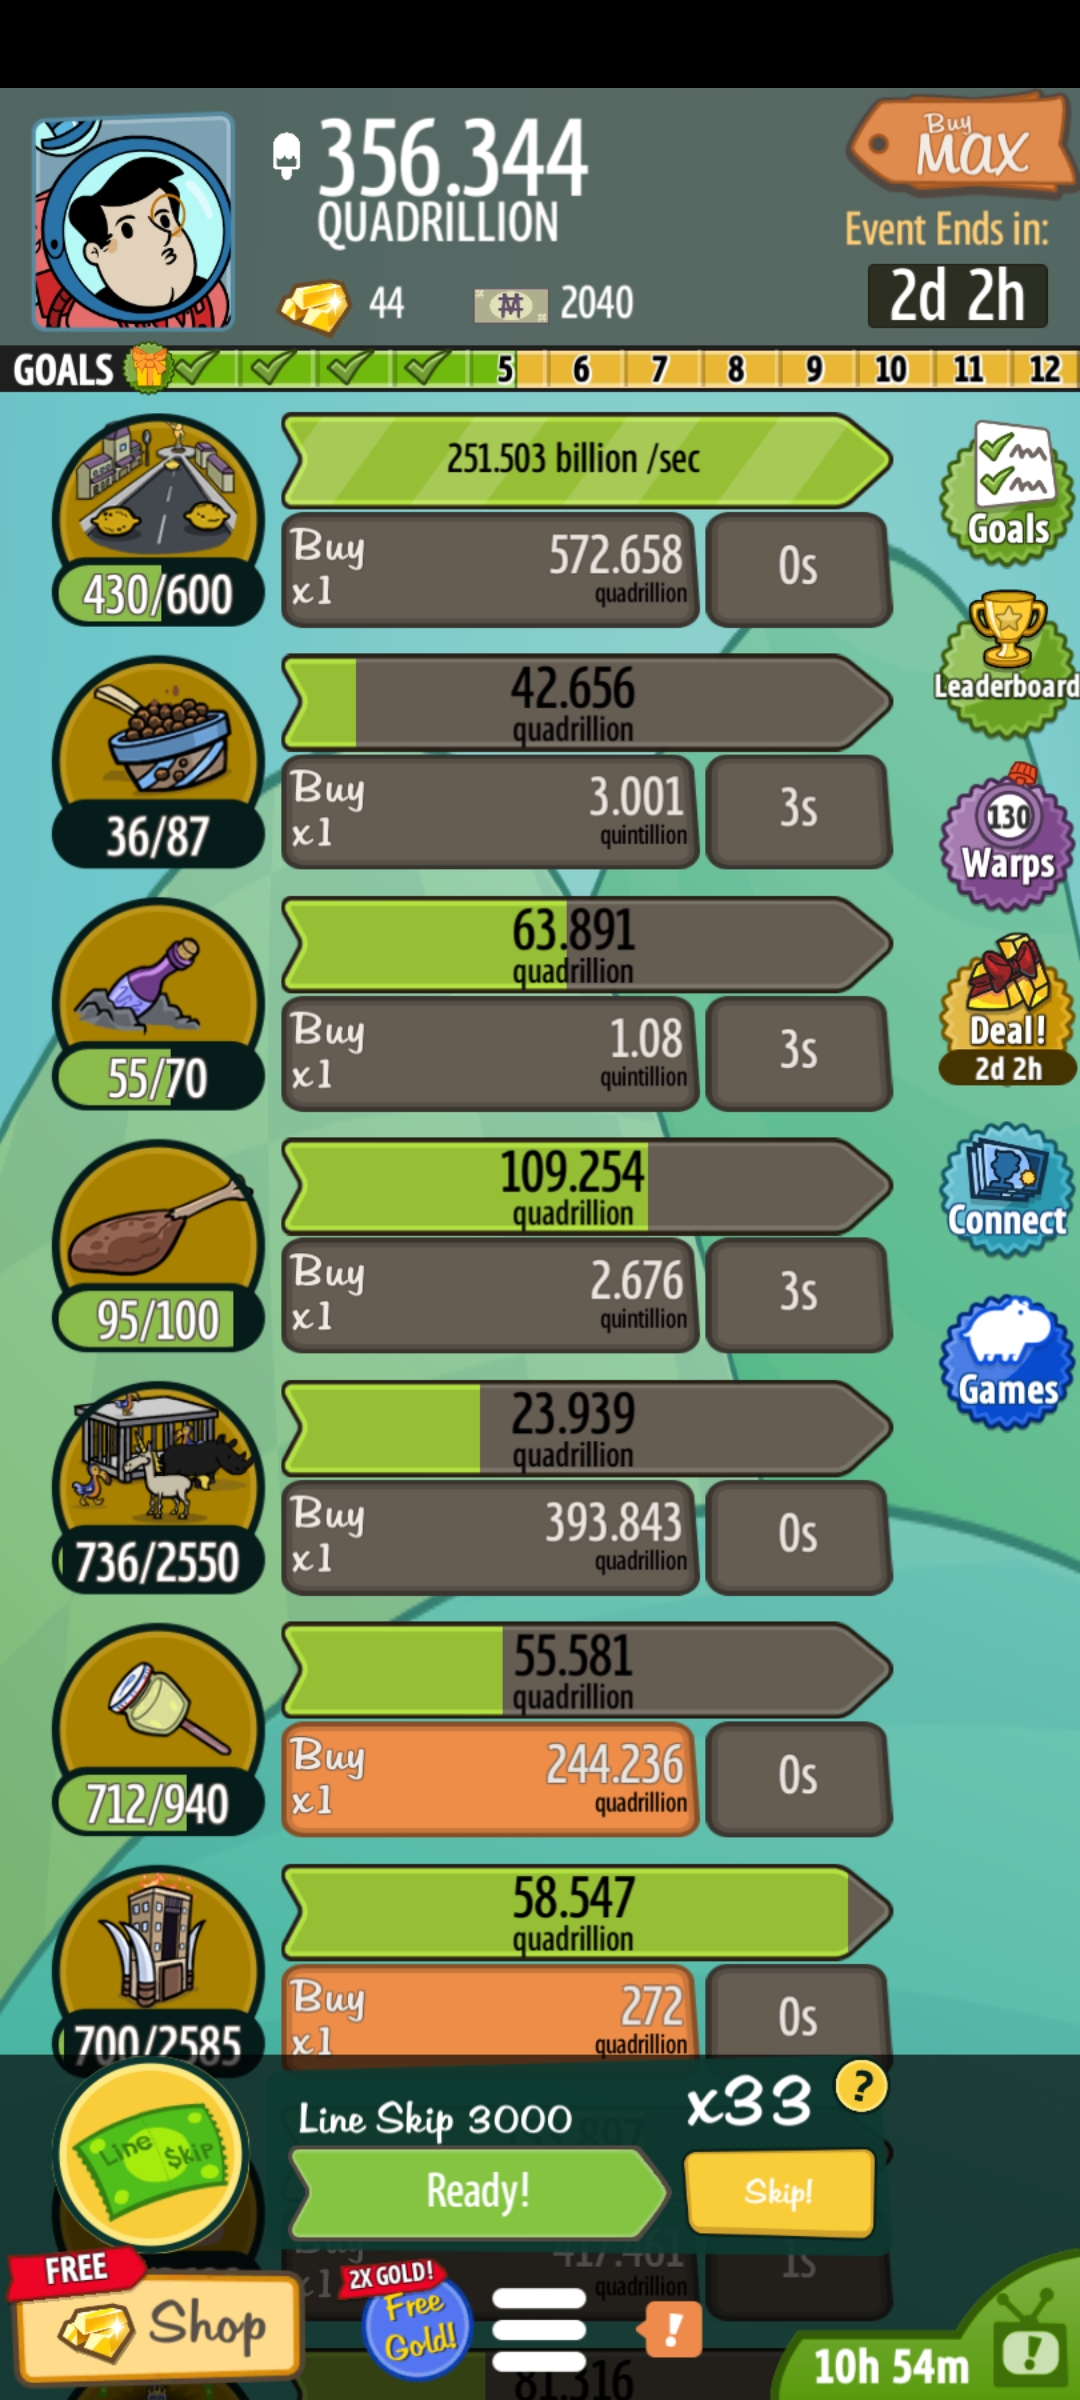 356.344
QUADRILLION
Buy
MAX
Event Ends in:
2d 2h
44
2040
GOALS
5 6 7 8 9 10 11 12
251.503 billion /sec
430/600
Buy
x1
572.658
quadrillion
0s
42.656
quadrillion
36/87
Buy
x1
3.001
quintillion
3s
63.891
quadrillion
55/70
Buy
x1
1.08
quintillion
3s
109.254
quadrillion
95/100
Buy
x1
2.676
quintillion
3s
23.939
quadrillion
736/2550
Buy
x1
393.843
quadrillion
0s
55.581
quadrillion
712/940
Buy
x1
244.236
quadrillion
0s
58.547
quadrillion
700/2585
Buy
x1
272
quadrillion
0s
Goals
Leaderboard
130
Warps
Deal!
2d 2h
Connect
Games
Line Skip
Line Skip 3000
x33
?
Ready!
Skip!
Buy
x1
417.461
quadrillion
1s
FREE
Shop
2X GOLD!
Free
Gold!
!
10h 54m
!
81.316